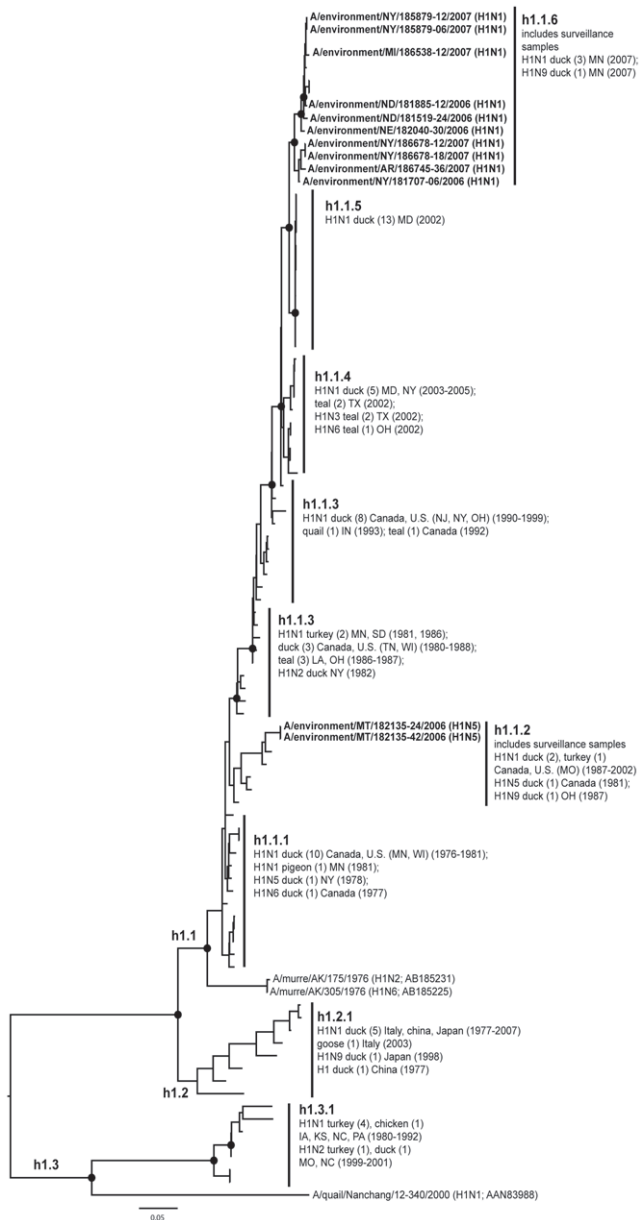 A/environment/NY/185879-12/2007 (H1N1)
A/environment/NY/185879-06/2007 (H1N1)
A/environment/MI/186538-12/2007 (H1N1)
A/environment/ND/181885-12/2006 (H1N1)
A/environment/ND/181519-24/2006 (H1N1)
A/environment/NE/182040-30/2006 (H1N1)
A/environment/NY/186678-12/2007 (H1N1)
A/environment/NY/186678-18/2007 (H1N1)
A/environment/AR/186745-36/2007 (H1N1)
A/environment/NY/181707-06/2006 (H1N1)
h1.1.6
includes surveillance
samples
H1N1 duck (3) MN (2007);
H1N9 duck (1) MN (2007)
h1.1.5
H1N1 duck (13) MD (2002)
h1.1.4
H1N1 duck (5) MD, NY (2003-2005);
teal (2) TX (2002);
H1N3 teal (2) TX (2002);
H1N6 teal (1) OH (2002)
h1.1.3
H1N1 duck (8) Canada, U.S. (NJ, NY, OH) (1990-1999);
quail (1) IN (1993); teal (1) Canada (1992)
h1.1.3
H1N1 turkey (2) MN, SD (1981, 1986);
duck (3) Canada, U.S. (TN, WI) (1980-1988);
teal (3) LA, OH (1986-1987);
H1N2 duck NY (1982)
A/environment/MT/182135-24/2006 (H1N5)
A/environment/MT/182135-42/2006 (H1N5)
h1.1.2
includes surveillance samples
H1N1 duck (2), turkey (1)
Canada, U.S. (MO) (1987-2002)
H1N5 duck (1) Canada (1981);
H1N9 duck (1) OH (1987)
h1.1.1
H1N1 duck (10) Canada, U.S. (MN, WI) (1976-1981);
H1N1 pigeon (1) MN (1981);
H1N5 duck (1) NY (1978);
H1N6 duck (1) Canada (1977)
h1.1
A/murre/AK/175/1976 (H1N2; AB185231)
A/murre/AK/305/1976 (H1N6; AB185225)
h1.2.1
H1N1 duck (5) Italy, china, Japan (1977-2007)
goose (1) Italy (2003)
H1N9 duck (1) Japan (1998)
H1 duck (1) China (1977)
h1.2
h1.3.1
H1N1 turkey (4), chicken (1)
IA, KS, NC, PA (1980-1992)
H1N2 turkey (1), duck (1)
MO, NC (1999-2001)
h1.3
A/quail/Nanchang/12-340/2000 (H1N1; AAN83988)
0.05